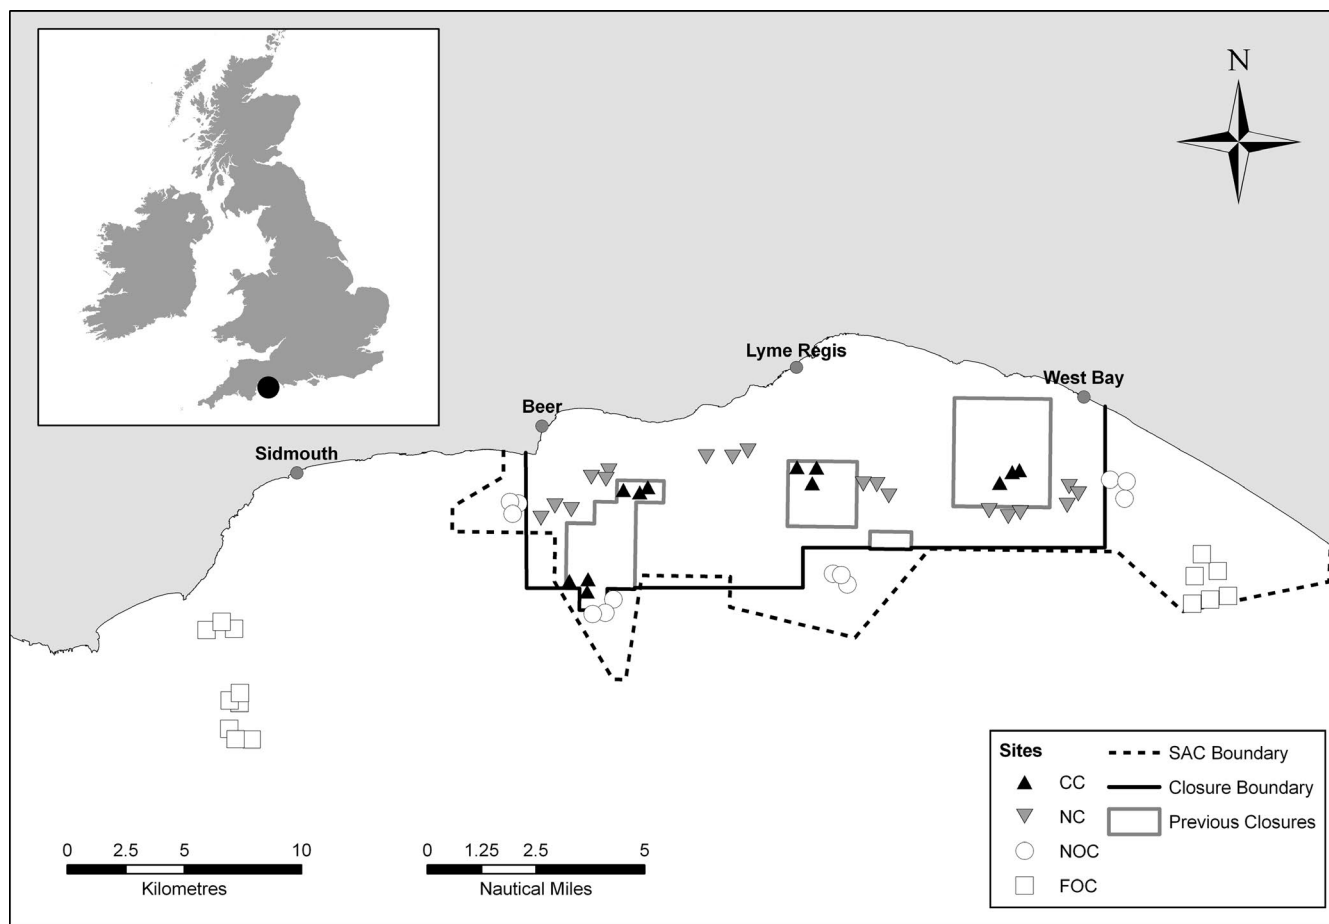 N
Lyme Regis
West Bay
Beer
Sidmouth
Sites
CC
NC
NOC
FOC
SAC Boundary
Closure Boundary
Previous Closures
0 2.5 5 10
Kilometres
0 1.25 2.5 5
Nautical Miles